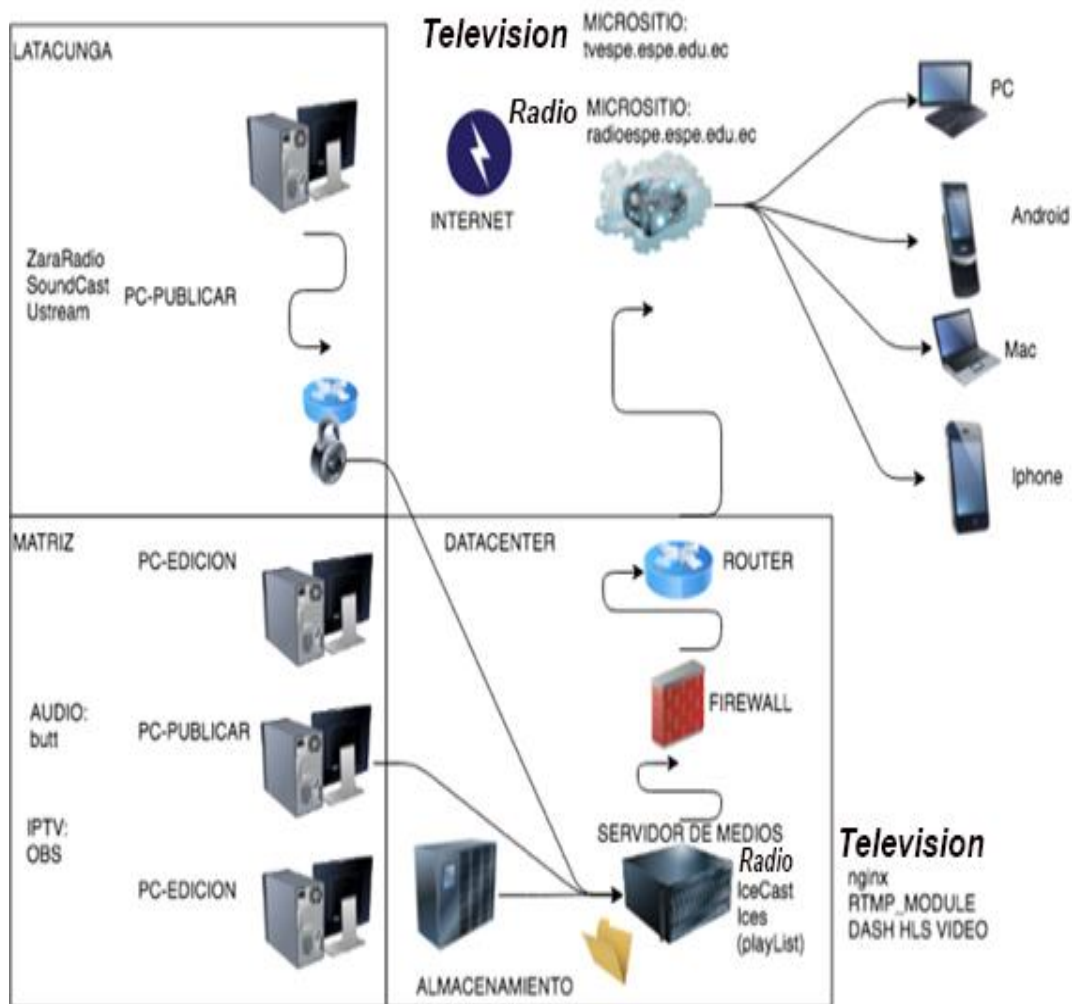 LATACUNGA
Television
MICROSITIO:
tvespe.espe.edu.ec
Radio
MICROSITIO:
radioespe.espe.edu.ec
INTERNET
PC
Android
Mac
Iphone
ZaraRadio
SoundCast
Ustream
PC-PUBLICAR
MATRIZ
PC-EDICION
AUDIO:
butt
PC-PUBLICAR
IPTV:
OBS
PC-EDICION
DATACENTER
ROUTER
FIREWALL
SERVIDOR DE MEDIOS
Radio
IceCast
Ices
(playList)
ALMACENAMIENTO
Television
nginx
RTMP_MODULE
DASH HLS VIDEO